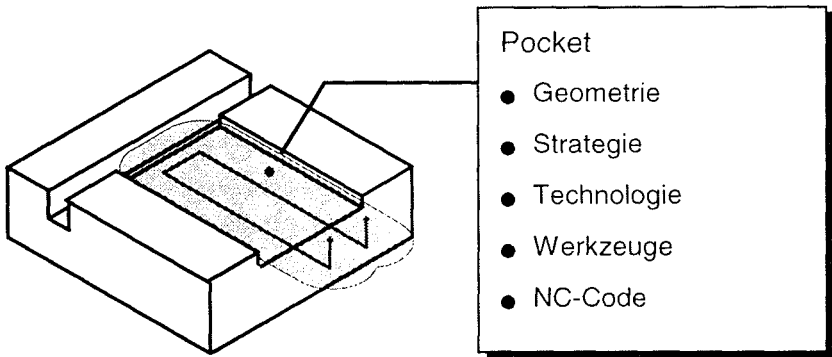 Pocket
● Geometrie
● Strategie
● Technologie
● Werkzeuge
● NC-Code